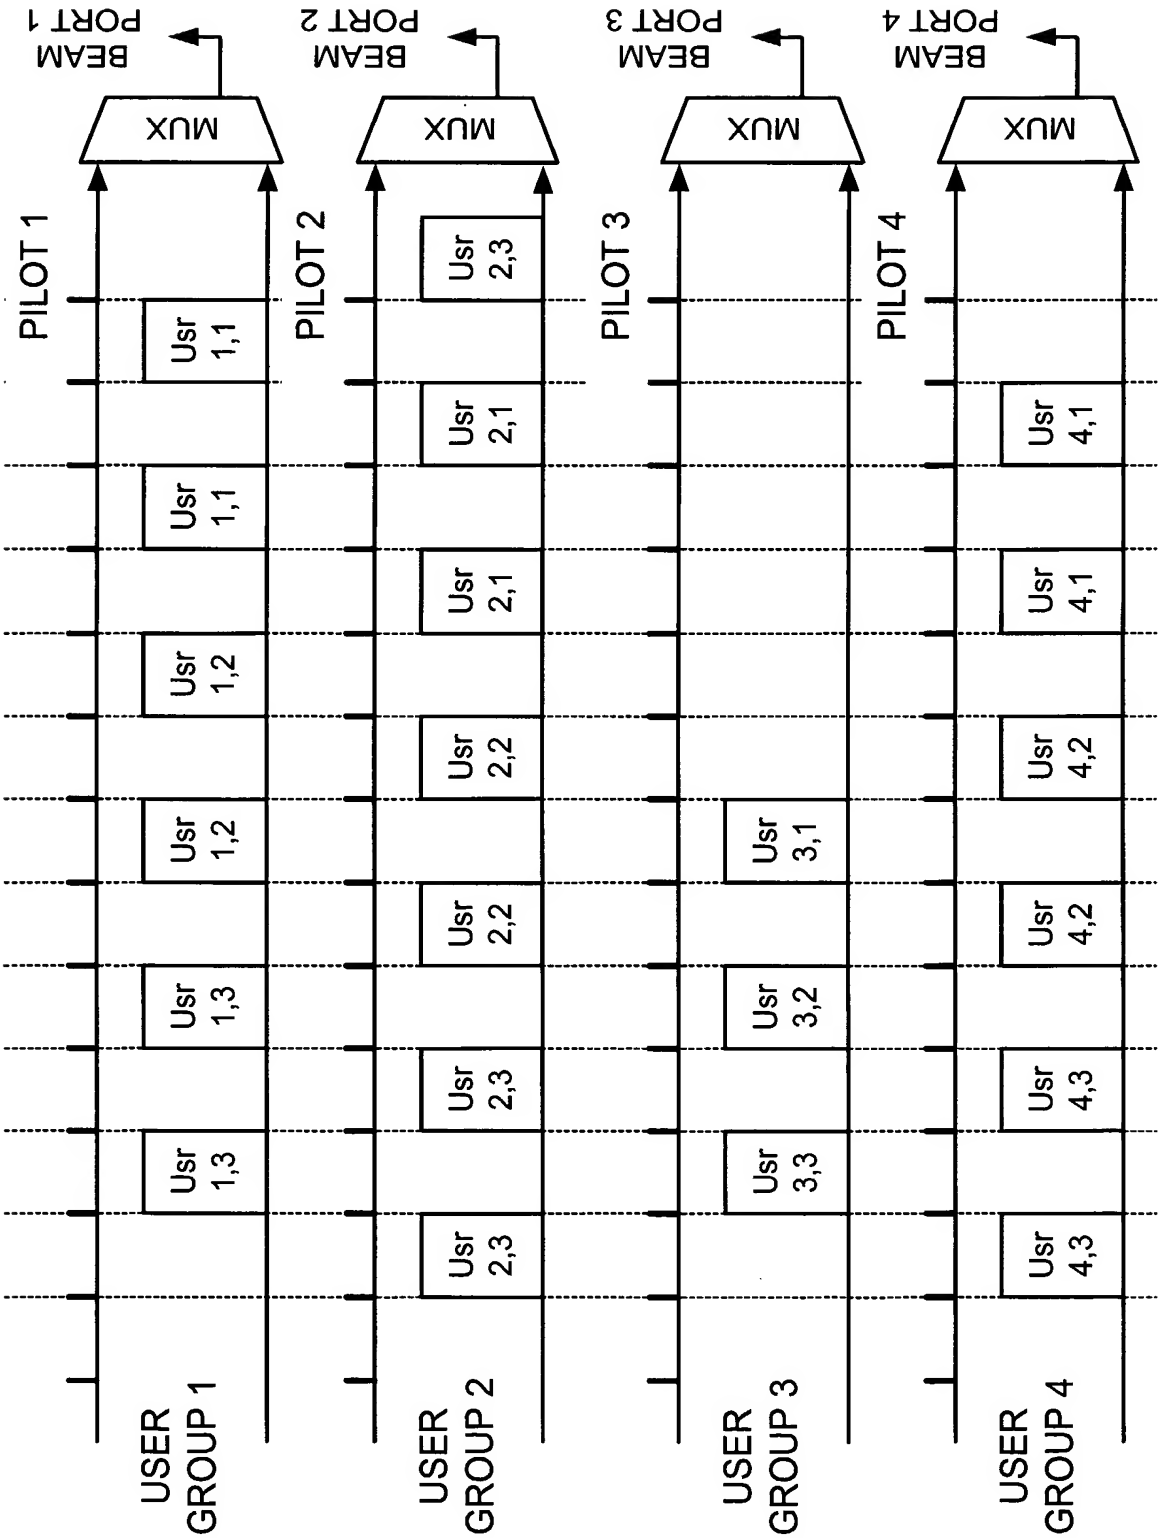 PILOT 1
USER
GROUP 1
Usr
1,3
Usr
1,3
Usr
1,2
Usr
1,2
Usr
1,1
Usr
1,1
MUX
BEAM
PORT 1
PILOT 2
USER
GROUP 2
Usr
2,3
Usr
2,3
Usr
2,2
Usr
2,2
Usr
2,1
Usr
2,1
Usr
2,3
MUX
BEAM
PORT 2
PILOT 3
USER
GROUP 3
Usr
3,3
Usr
3,2
Usr
3,1
MUX
BEAM
PORT 3
PILOT 4
USER
GROUP 4
Usr
4,3
Usr
4,3
Usr
4,2
Usr
4,2
Usr
4,1
Usr
4,1
MUX
BEAM
PORT 4